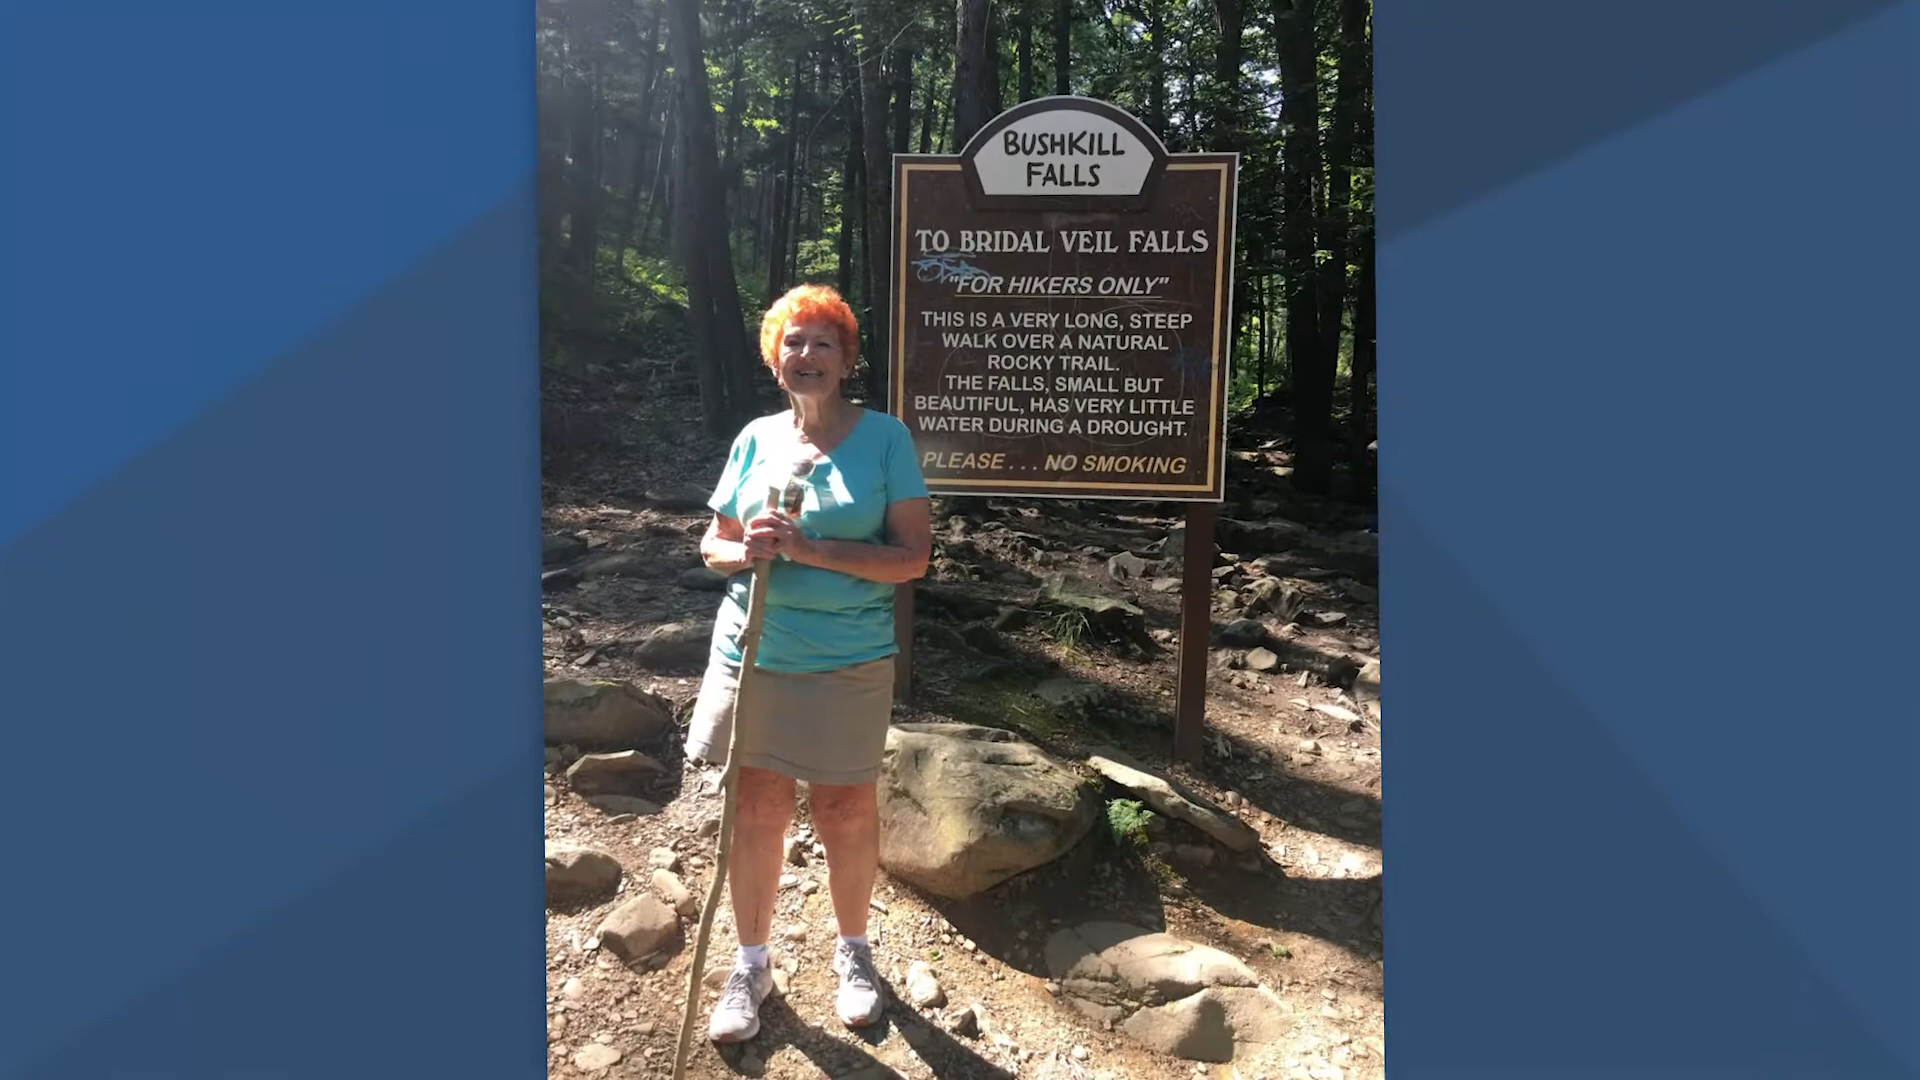 BUSHKILL
FALLS
TO BRIDAL VEIL FALLS
"FOR HIKERS ONLY"
THIS IS A VERY LONG, STEEP
WALK OVER A NATURAL
ROCKY TRAIL.
THE FALLS, SMALL BUT
BEAUTIFUL, HAS VERY LITTLE
WATER DURING A DROUGHT.
PLEASE... NO SMOKING